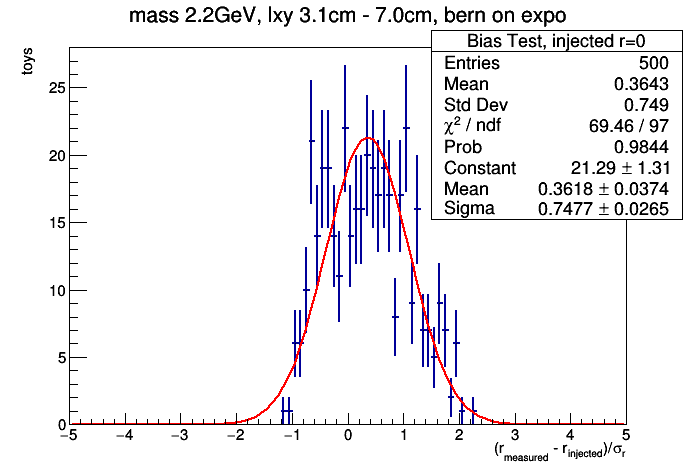 mass 2.2GeV, lxy 3.1cm - 7.0cm, bern on expo
toys
Bias Test, injected r=0
Entries 500
Mean 0.3643
Std Dev 0.749
χ² / ndf 69.46 / 97
Prob 0.9844
Constant 21.29 ± 1.31
Mean 0.3618 ± 0.0374
Sigma 0.7477 ± 0.0265
25
20
15
10
5
0
−5 −4 −3 −2 −1 0 1 2 3 4 5
(r_measured - r_injected)/σ_r